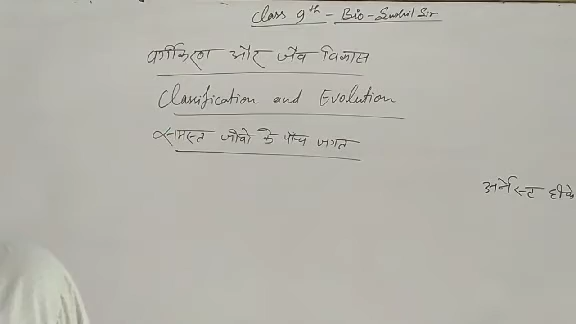 Class 9th - Bio - Sushil Sir
वर्गीकरण और जैव विकास
Classification and Evolution
समस्त जीवों के पाँच जगत
अर्नेस्ट हीके